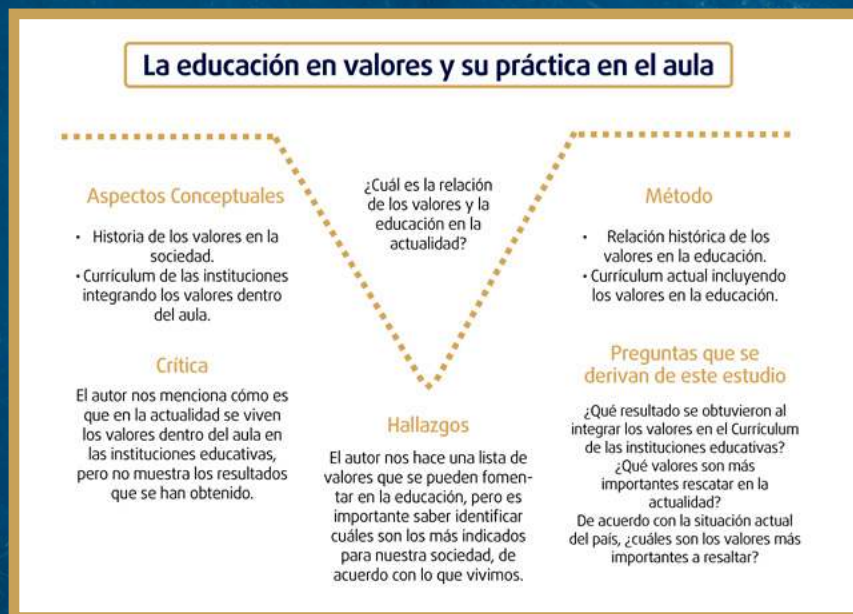 La educación en valores y su práctica en el aula
Aspectos Conceptuales
• Historia de los valores en la
sociedad.
• Currículum de las instituciones
integrando los valores dentro
del aula.
Crítica
El autor nos menciona cómo es
que en la actualidad se viven
los valores dentro del aula en
las instituciones educativas,
pero no muestra los resultados
que se han obtenido.
¿Cuál es la relación
de los valores y la
educación en la
actualidad?
Hallazgos
El autor nos hace una lista de
valores que se pueden fomen-
tar en la educación, pero es
importante saber identificar
cuáles son los más indicados
para nuestra sociedad, de
acuerdo con lo que vivimos.
Método
• Relación histórica de los
valores en la educación.
• Currículum actual incluyendo
los valores en la educación.
Preguntas que se
derivan de este estudio
¿Qué resultado se obtuvieron al
integrar los valores en el Currículum
de las instituciones educativas?
¿Qué valores son más
importantes rescatar en la
actualidad?
De acuerdo con la situación actual
del país, ¿cuáles son los valores más
importantes a resaltar?